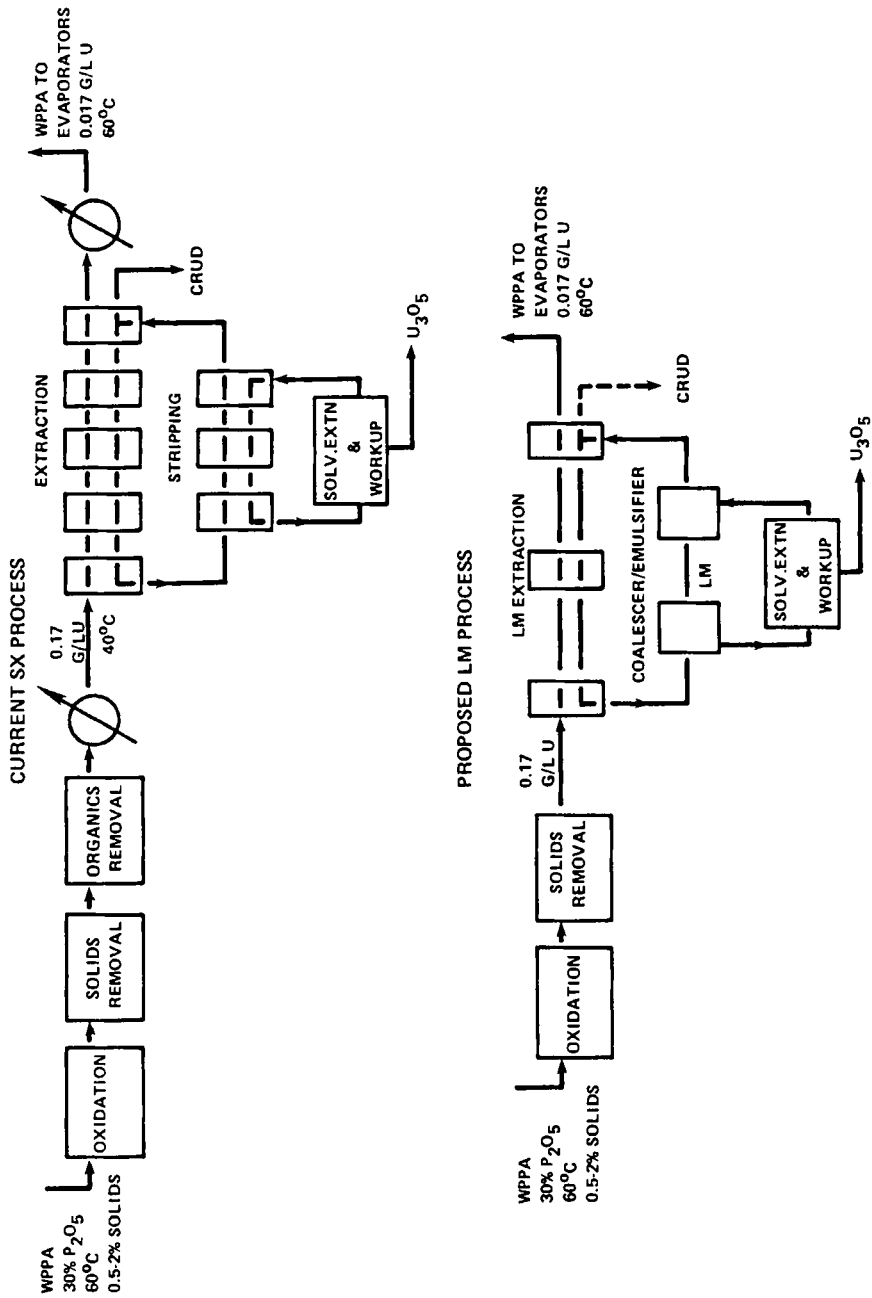 CURRENT SX PROCESS
WPPA
30% P2O5
60°C
0.5-2% SOLIDS
OXIDATION
SOLIDS
REMOVAL
ORGANICS
REMOVAL
0.17
G/LU
40°C
EXTRACTION
STRIPPING
SOLV.EXTN
&
WORKUP
U3O5
CRUD
WPPA TO
EVAPORATORS
0.017 G/L U
60°C
PROPOSED LM PROCESS
WPPA
30% P2O5
60°C
0.5-2% SOLIDS
OXIDATION
SOLIDS
REMOVAL
0.17
G/L U
LM EXTRACTION
COALESCER/EMULSIFIER
LM
SOLV.EXTN
&
WORKUP
U3O5
CRUD
WPPA TO
EVAPORATORS
0.017 G/L U
60°C